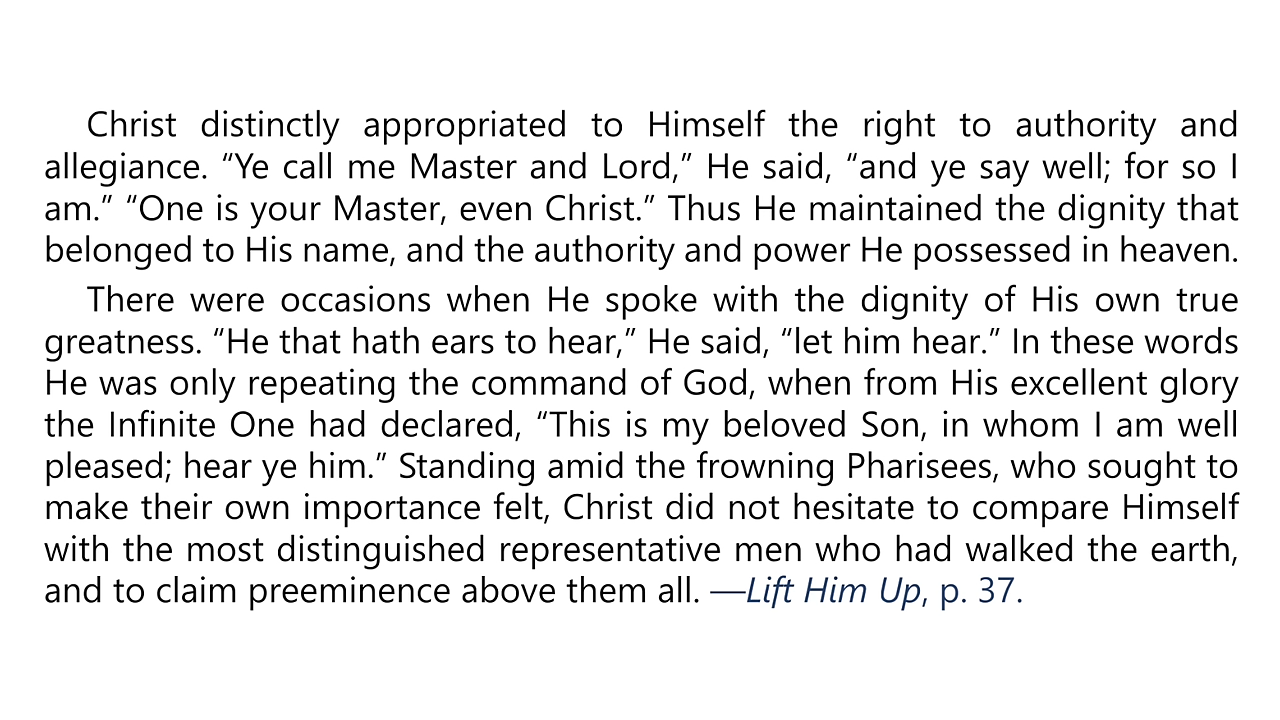 Christ distinctly appropriated to Himself the right to authority and
allegiance. “Ye call me Master and Lord,” He said, “and ye say well; for so I
am.” “One is your Master, even Christ.” Thus He maintained the dignity that
belonged to His name, and the authority and power He possessed in heaven.
There were occasions when He spoke with the dignity of His own true
greatness. “He that hath ears to hear,” He said, “let him hear.” In these words
He was only repeating the command of God, when from His excellent glory
the Infinite One had declared, “This is my beloved Son, in whom I am well
pleased; hear ye him.” Standing amid the frowning Pharisees, who sought to
make their own importance felt, Christ did not hesitate to compare Himself
with the most distinguished representative men who had walked the earth,
and to claim preeminence above them all. —Lift Him Up, p. 37.